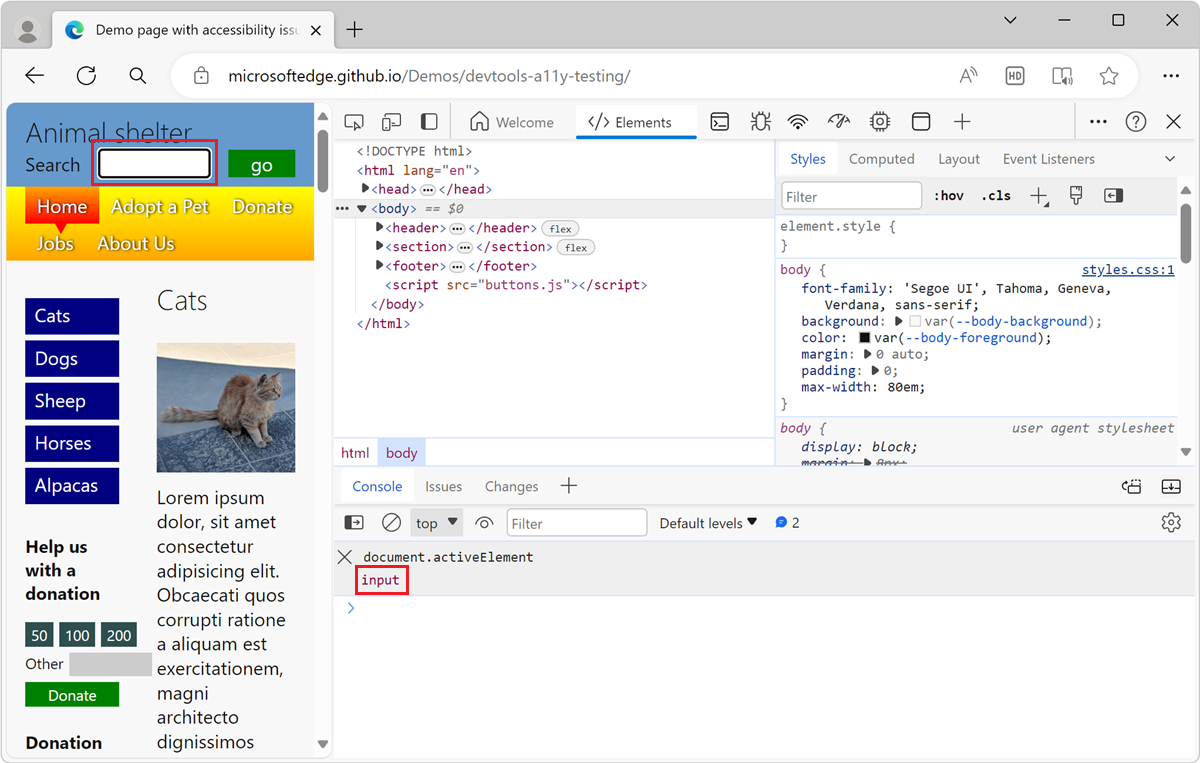 Demo page with accessibility issu
microsoftedge.github.io/Demos/devtools-a11y-testing/
A
HD
Animal shelter
Search
go
Home
Adopt a Pet
Donate
Jobs
About Us
Cats
Dogs
Sheep
Horses
Alpacas
Help us
with a
donation
50 100 200
Other
Donate
Donation
Cats
Lorem ipsum
dolor, sit amet
consectetur
adipisicing elit.
Obcaecati quos
corrupti ratione
a aliquam est
exercitationem,
magni
architecto
dignissimos
Welcome
</> Elements
<!DOCTYPE html>
<html lang="en">
<head> … </head>
… <body> == $0
<header> … </header> flex
<section> … </section> flex
<footer> … </footer>
<script src="buttons.js"></script>
</body>
</html>
html body
Styles Computed Layout Event Listeners
Filter :hov .cls
element.style {
}
body { styles.css:1
font-family: 'Segoe UI', Tahoma, Geneva,
Verdana, sans-serif;
background: var(--body-background);
color: var(--body-foreground);
margin: 0 auto;
padding: 0;
max-width: 80em;
}
body { user agent stylesheet
display: block;
margin: 8px;
Console Issues Changes
top Filter Default levels 2
document.activeElement
input